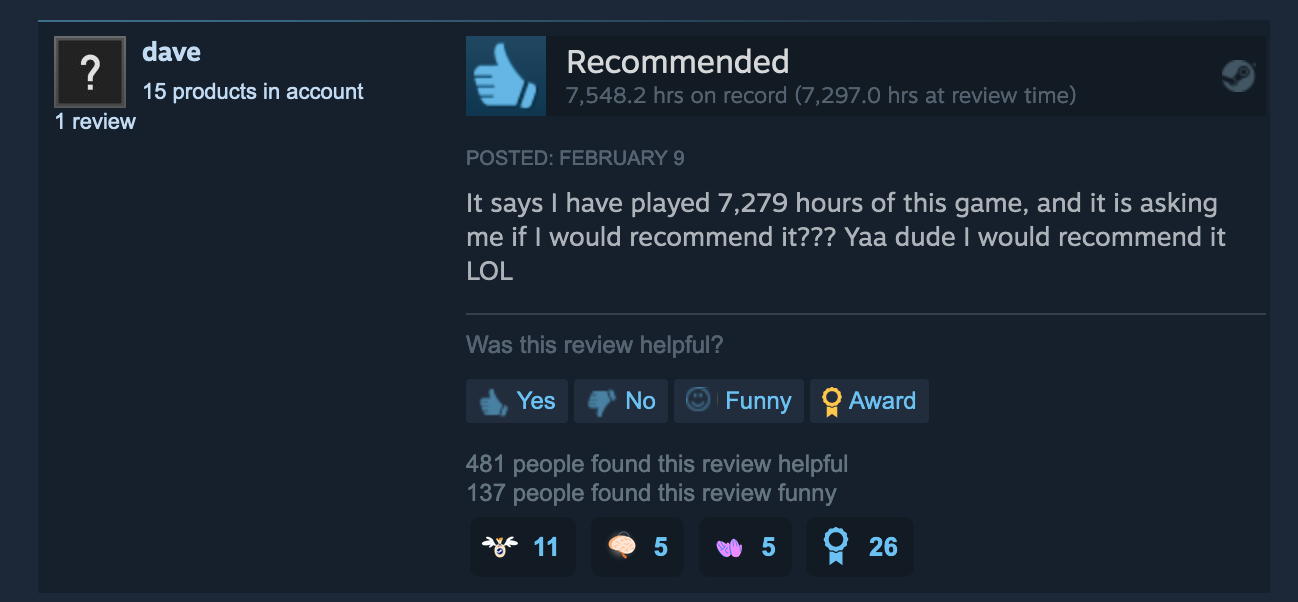 ?
dave
15 products in account
1 review
Recommended
7,548.2 hrs on record (7,297.0 hrs at review time)
POSTED: FEBRUARY 9
It says I have played 7,279 hours of this game, and it is asking
me if I would recommend it??? Yaa dude I would recommend it
LOL
Was this review helpful?
Yes No Funny Award
481 people found this review helpful
137 people found this review funny
11 5 5 26